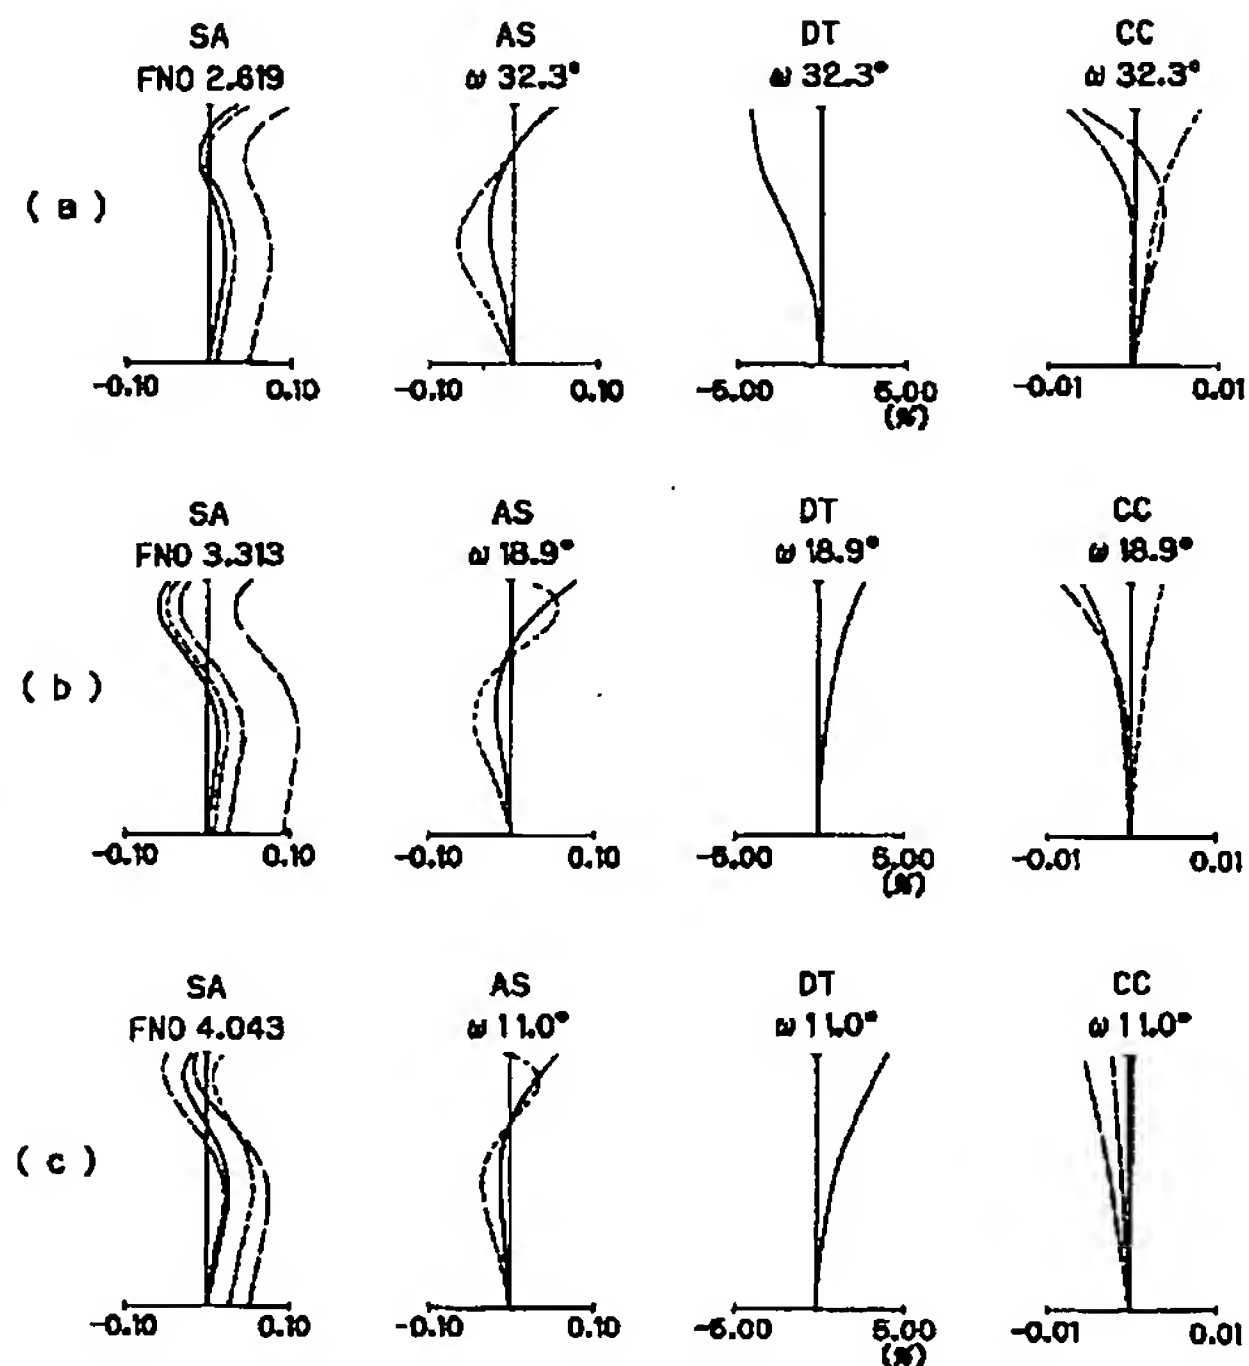 SA AS DT CC
FNO 2.619 ω 32.3° ω 32.3° ω 32.3°
( a )
-0.10 0.10 -0.10 0.10 -5.00 5.00 -0.01 0.01
(%)
SA AS DT CC
FNO 3.313 ω 18.9° ω 18.9° ω 18.9°
( b )
-0.10 0.10 -0.10 0.10 -5.00 5.00 -0.01 0.01
(%)
SA AS DT CC
FNO 4.043 ω 11.0° ω 11.0° ω 11.0°
( c )
-0.10 0.10 -0.10 0.10 -5.00 5.00 -0.01 0.01
(%)